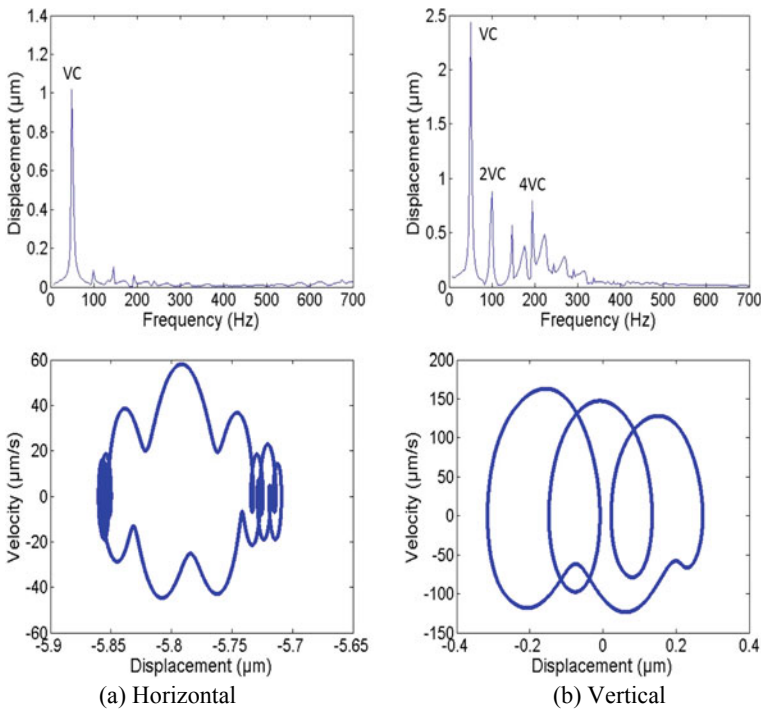 1.4
1.2
1
0.8
0.6
0.4
0.2
0
0 100 200 300 400 500 600 700
Displacement (µm)
Frequency (Hz)
VC
2.5
2
1.5
1
0.5
0
0 100 200 300 400 500 600 700
Displacement (µm)
Frequency (Hz)
VC
2VC
4VC
60
40
20
0
-20
-40
-60
-5.9 -5.85 -5.8 -5.75 -5.7 -5.65
Velocity (µm/s)
Displacement (µm)
(a) Horizontal
200
150
100
50
0
-50
-100
-150
-0.4 -0.2 0 0.2 0.4
Velocity (µm/s)
Displacement (µm)
(b) Vertical